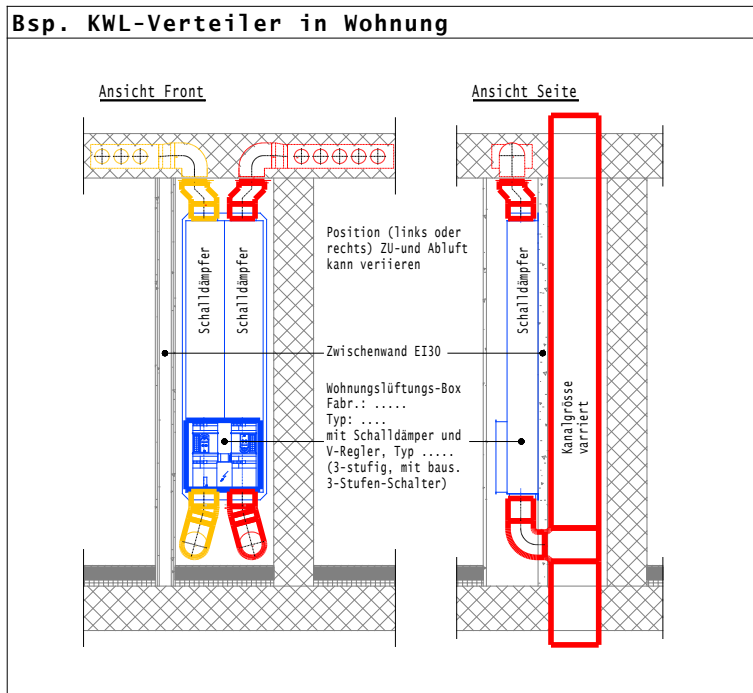 Bsp. KWL-Verteiler in Wohnung
Ansicht Front
Ansicht Seite
Schalldämpfer
Schalldämpfer
Position (links oder
rechts) ZU-und Abluft
kann veriieren
Schalldämpfer
Zwischenwand EI30
Wohnungslüftungs-Box
Fabr.: .....
Typ: ....
mit Schalldämper und
V-Regler, Typ .....
(3-stufig, mit baus.
3-Stufen-Schalter)
Kanalgrösse
varriert